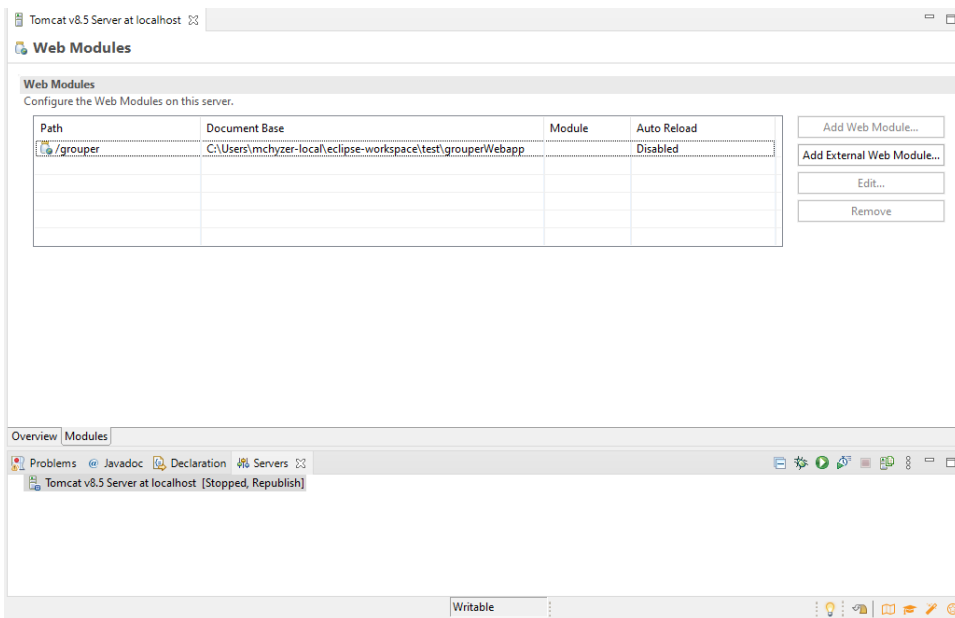 Tomcat v8.5 Server at localhost
Web Modules
Web Modules
Configure the Web Modules on this server.
Path Document Base Module Auto Reload
/grouper C:\Users\mchyzer-local\eclipse-workspace\test\grouperWebapp Disabled
Add Web Module...
Add External Web Module...
Edit...
Remove
Overview Modules
Problems @ Javadoc Declaration Servers
Tomcat v8.5 Server at localhost [Stopped, Republish]
Writable